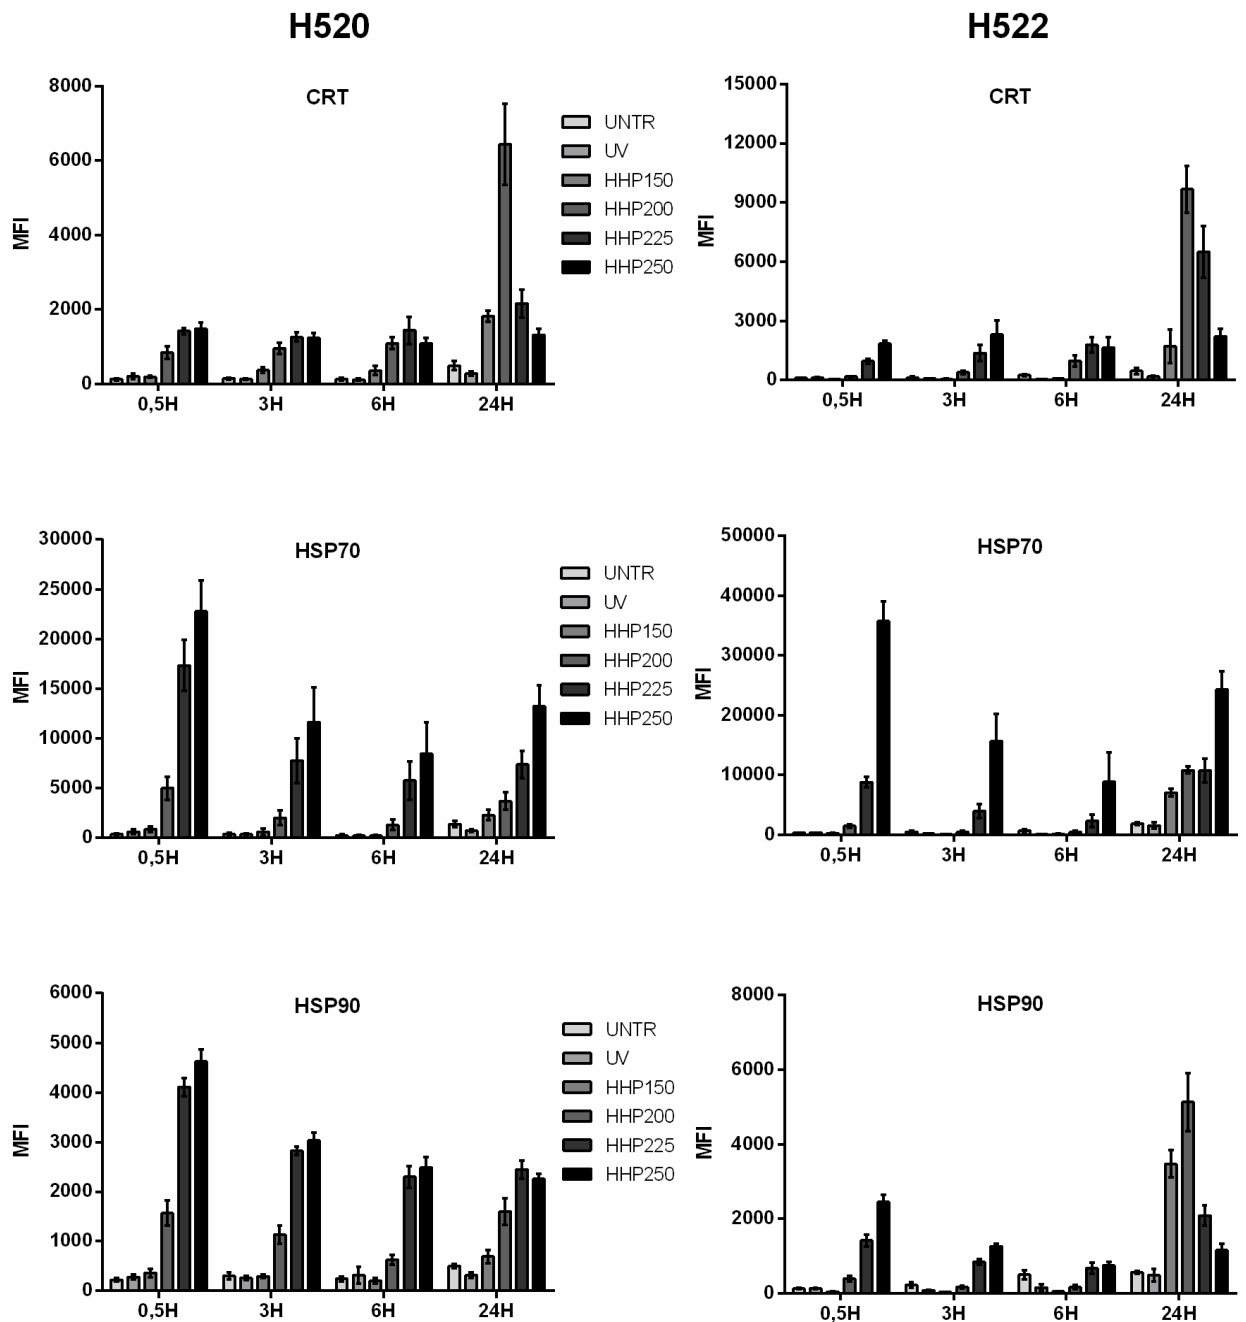 H520
H522
CRT
8000
6000
4000
2000
0
MFI
0,5H 3H 6H 24H
UNTR
UV
HHP150
HHP200
HHP225
HHP250
CRT
15000
12000
9000
6000
3000
0
MFI
0,5H 3H 6H 24H
HSP70
30000
25000
20000
15000
10000
5000
0
MFI
0,5H 3H 6H 24H
UNTR
UV
HHP150
HHP200
HHP225
HHP250
HSP70
50000
40000
30000
20000
10000
0
MFI
0,5H 3H 6H 24H
HSP90
6000
5000
4000
3000
2000
1000
0
MFI
0,5H 3H 6H 24H
UNTR
UV
HHP150
HHP200
HHP225
HHP250
HSP90
8000
6000
4000
2000
0
MFI
0,5H 3H 6H 24H